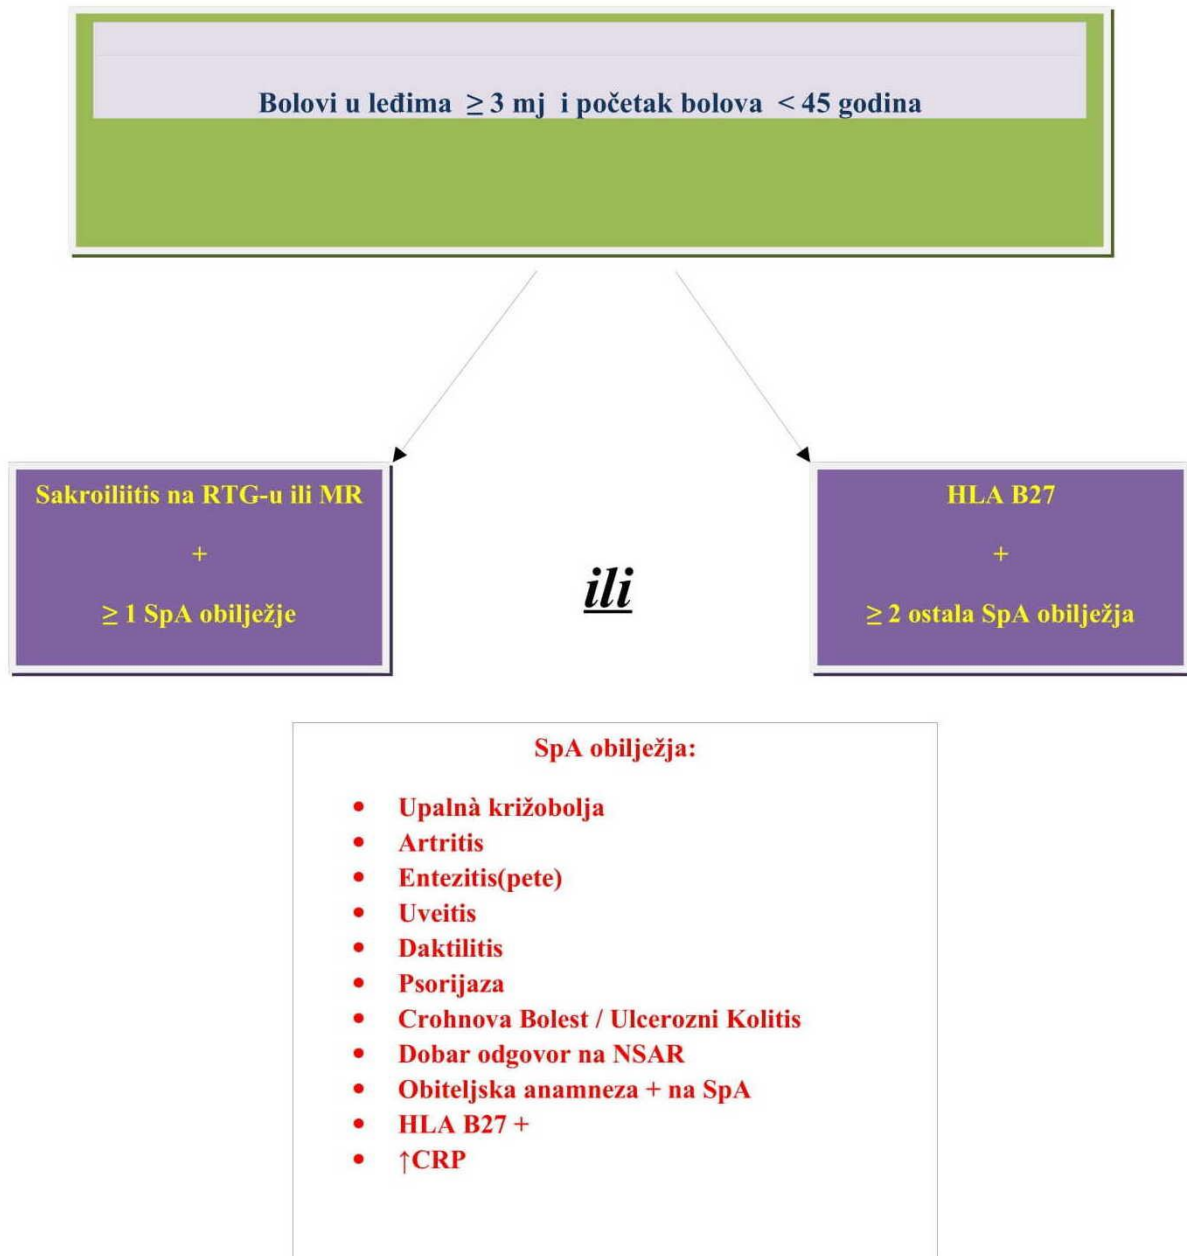 Bolovi u leđima ≥ 3 mj i početak bolova < 45 godina
Sakroiliitis na RTG-u ili MR
+
≥ 1 SpA obilježje
ili
HLA B27
+
≥ 2 ostala SpA obilježja
SpA obilježja:
• Upalnà križobolja
• Artritis
• Entezitis(pete)
• Uveitis
• Daktilitis
• Psorijaza
• Crohnova Bolest / Ulcerozni Kolitis
• Dobar odgovor na NSAR
• Obiteljska anamneza + na SpA
• HLA B27 +
• ↑CRP